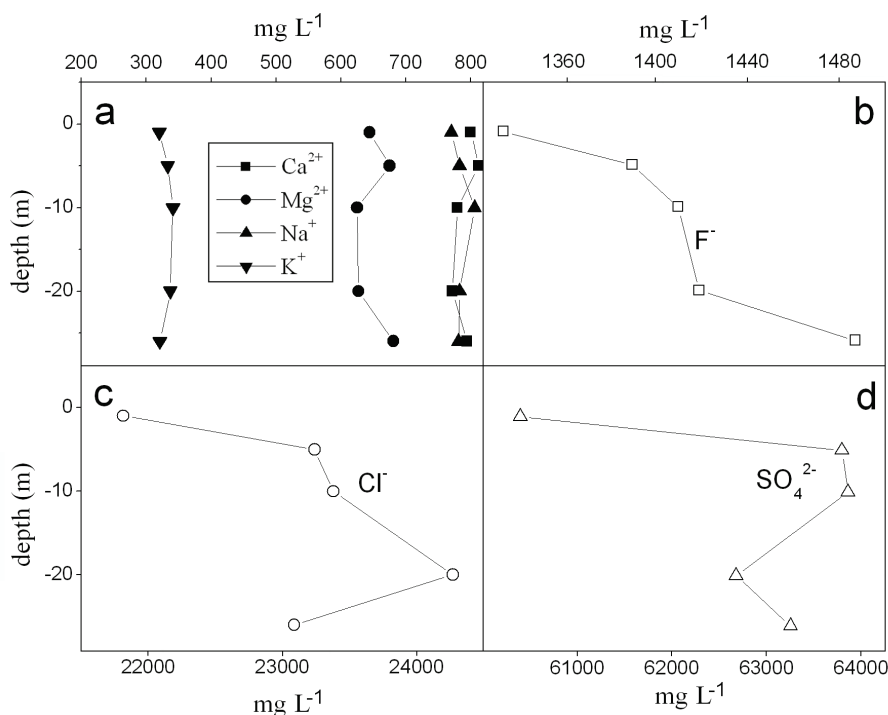 mg L-1
mg L-1
200 300 400 500 600 700 800
1360 1400 1440 1480
a
b
0
-10
-20
depth (m)
Ca2+
Mg2+
Na+
K+
F-
c
d
0
-10
-20
depth (m)
Cl-
SO42-
22000 23000 24000
61000 62000 63000 64000
mg L-1
mg L-1